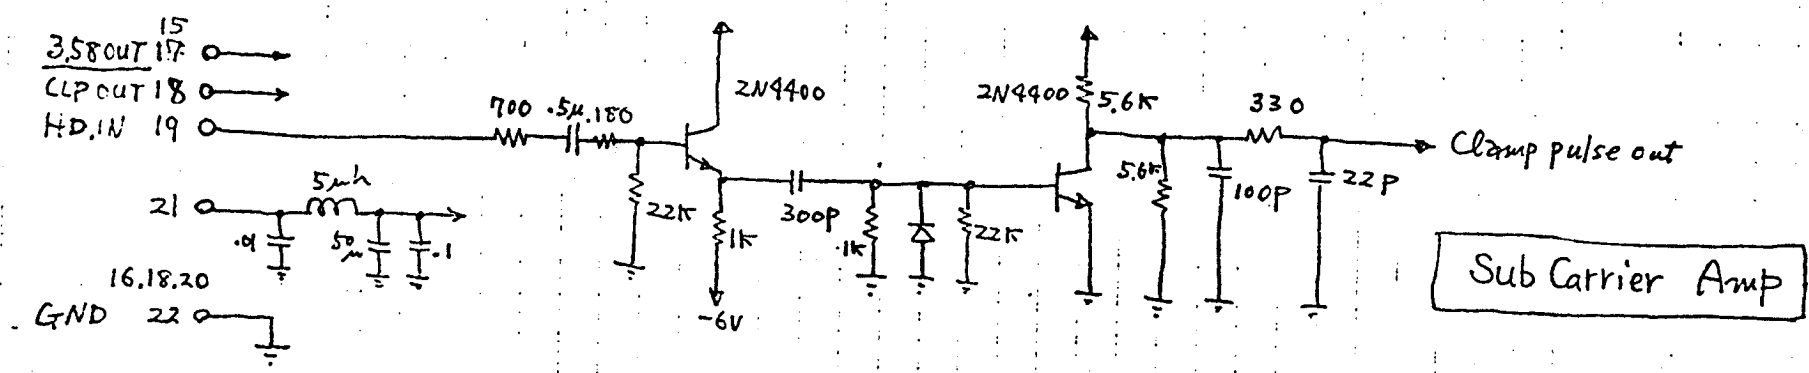 15
3.58 OUT 17
CLP OUT 18
HD.IN 19
700 .5μ .180
2N4400
2N4400
5.6K
330
Clamp pulse out
5μh
21
.01
50μ
.1
22K
1K
-6V
300P
1K
22K
5.6K
100P
22P
16.18.20
GND 22
Sub Carrier Amp